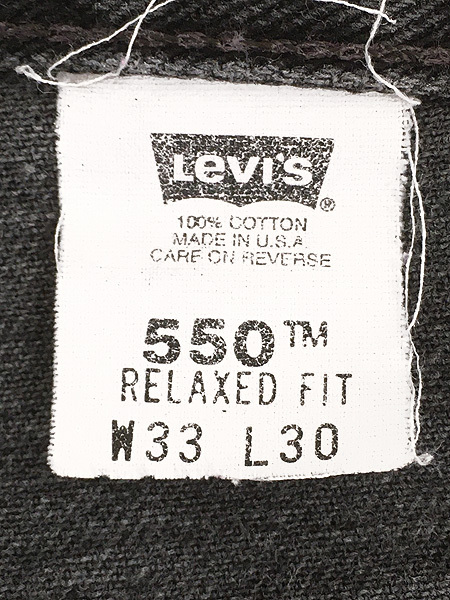 Levi's®
100% COTTON
MADE IN U.S.A.
CARE ON REVERSE
550™
RELAXED FIT
W33 L30